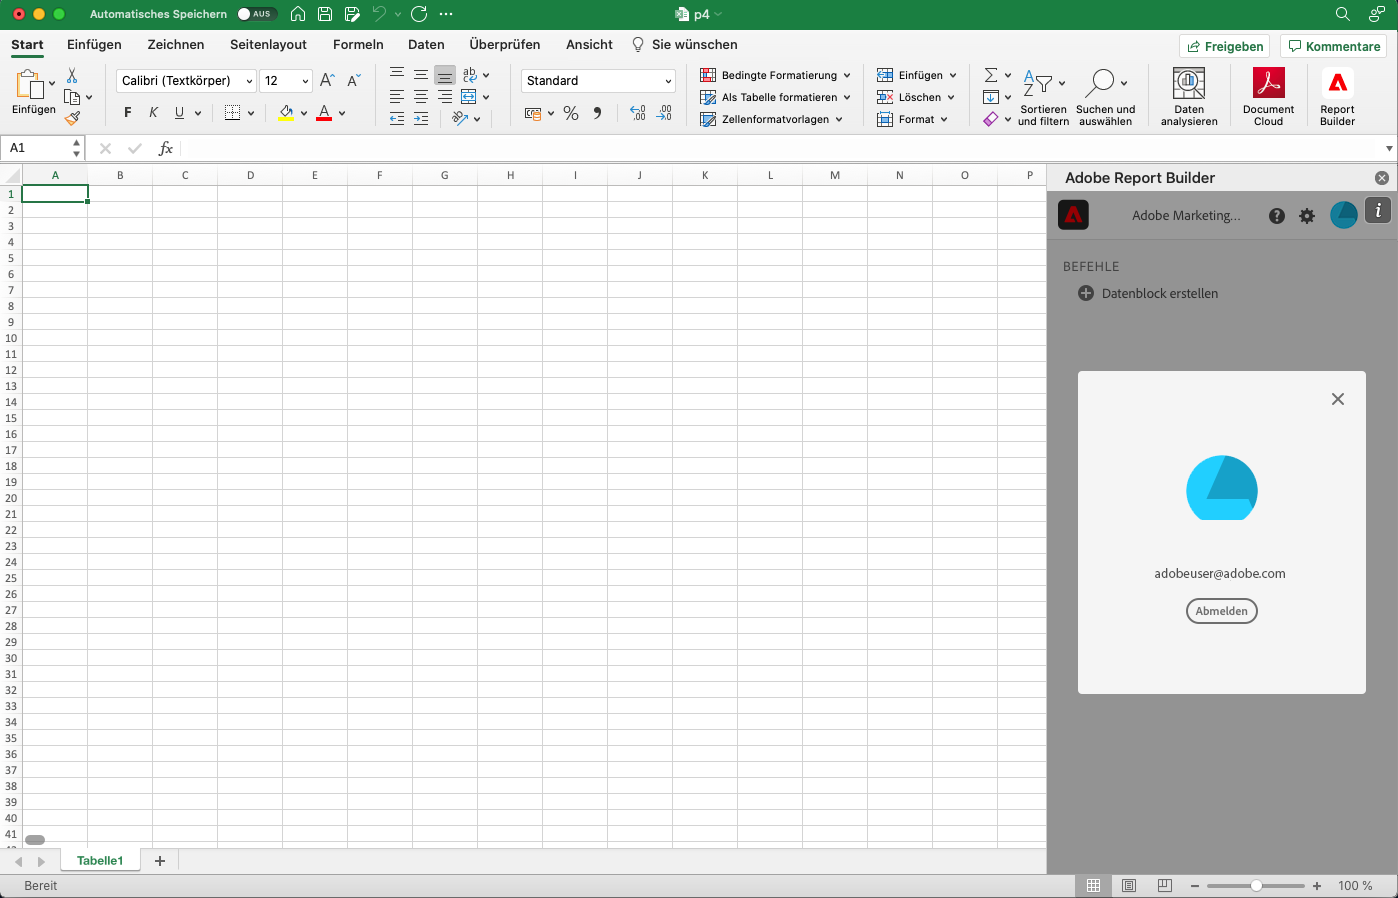 Automatisches Speichern AUS p4
Start Einfügen Zeichnen Seitenlayout Formeln Daten Überprüfen Ansicht Sie wünschen Freigeben Kommentare
Einfügen
Calibri (Textkörper) 12
F K U
Standard
Bedingte Formatierung
Als Tabelle formatieren
Zellenformatvorlagen
Einfügen
Löschen
Format
Sortieren
und filtern
Suchen und
auswählen
Daten
analysieren
Document
Cloud
Report
Builder
A1 fx
A B C D E F G H I J K L M N O P
1
2
3
4
5
6
7
8
9
10
11
12
13
14
15
16
17
18
19
20
21
22
23
24
25
26
27
28
29
30
31
32
33
34
35
36
37
38
39
40
41
Adobe Report Builder
Adobe Marketing...
BEFEHLE
Datenblock erstellen
adobeuser@adobe.com
Abmelden
Tabelle1
Bereit 100 %